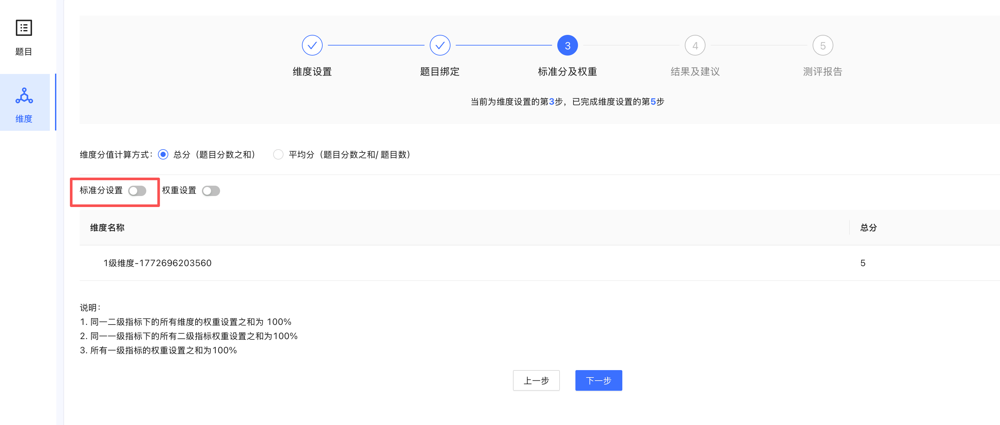 题目
维度
3
4
5
维度设置
题目绑定
标准分及权重
结果及建议
测评报告
当前为维度设置的第3步，已完成维度设置的第5步
维度分值计算方式：
总分（题目分数之和）
平均分（题目分数之和/ 题目数）
标准分设置
权重设置
维度名称
总分
1级维度-1772696203560
5
说明：
1. 同一二级指标下的所有维度的权重设置之和为 100%
2. 同一一级指标下的所有二级指标权重设置之和为100%
3. 所有一级指标的权重设置之和为100%
上一步
下一步